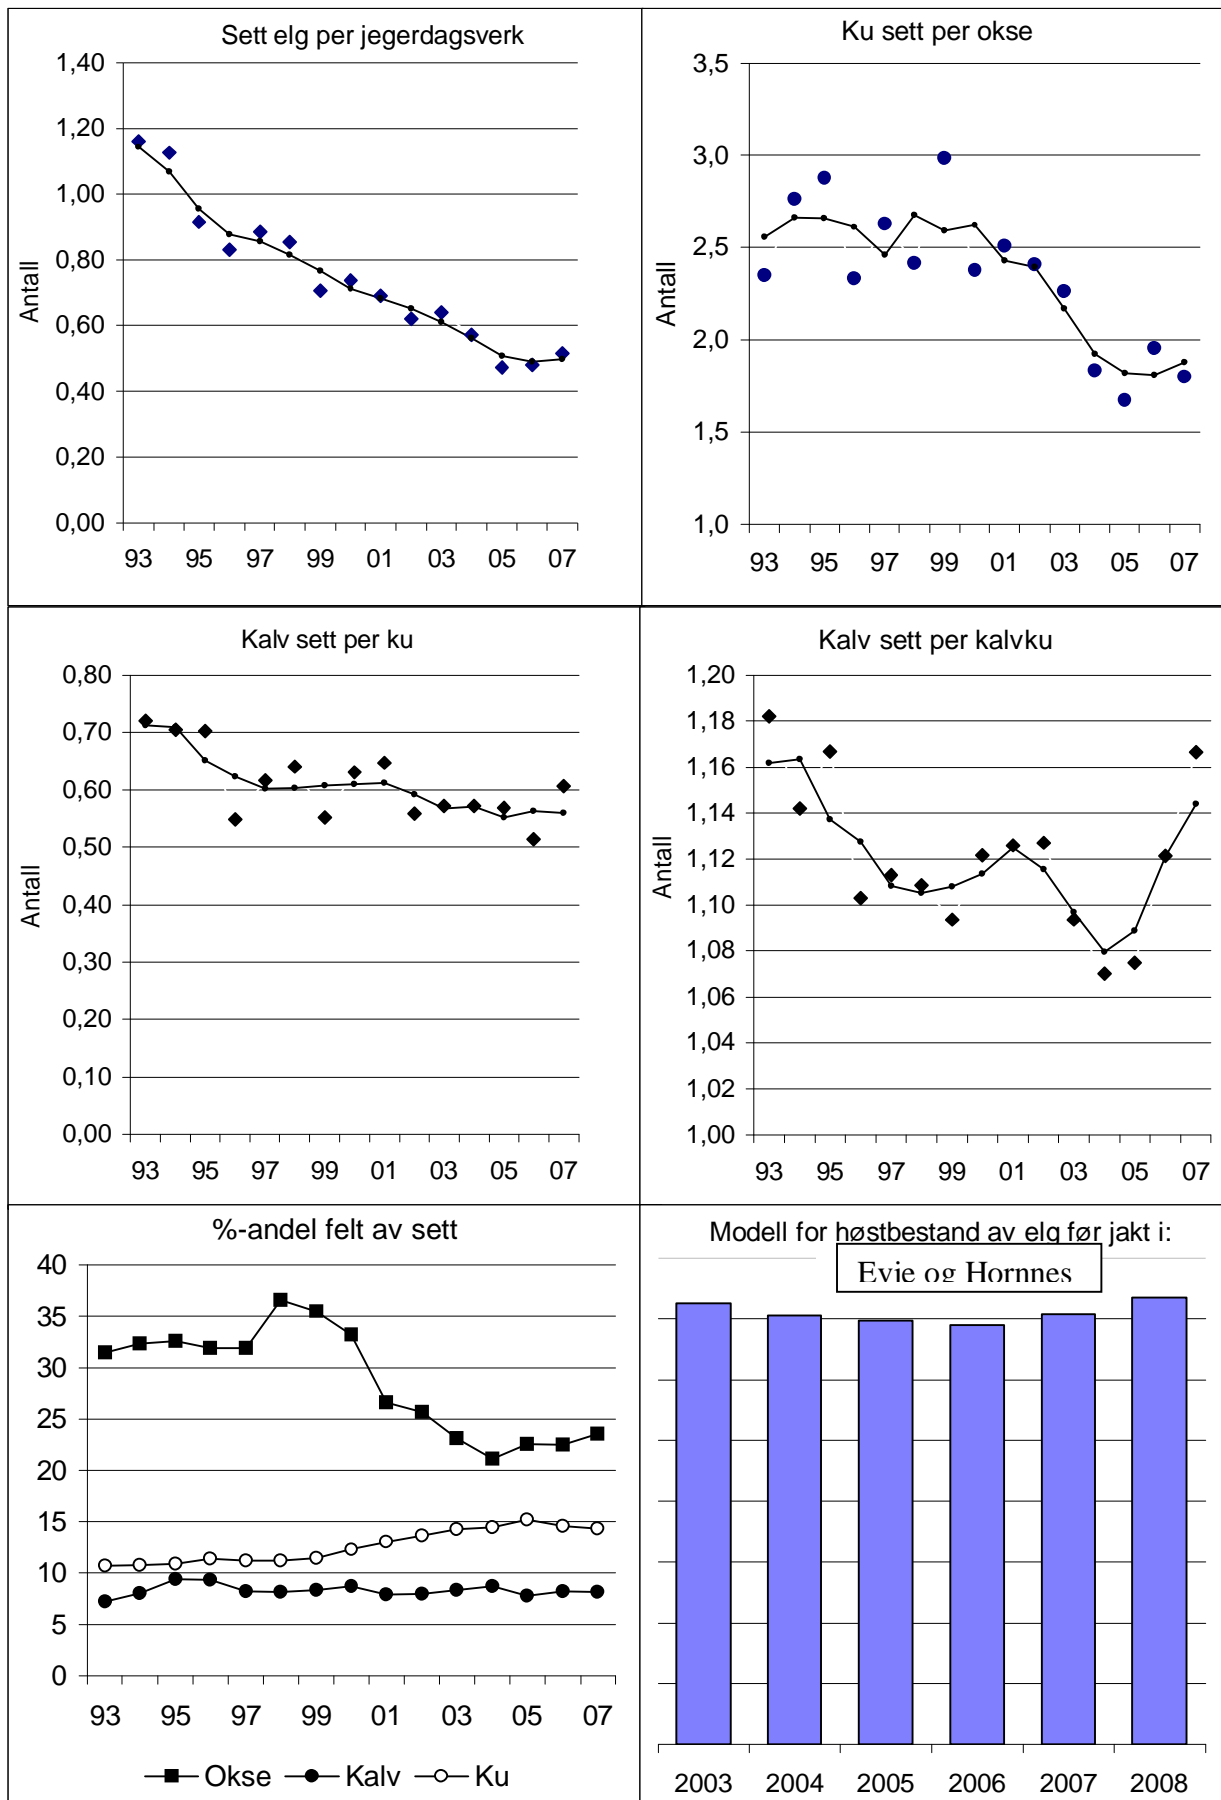 Sett elg per jegerdagsverk
1,40
1,20
1,00
0,80
0,60
0,40
0,20
0,00
Antall
93 95 97 99 01 03 05 07
Ku sett per okse
3,5
3,0
2,5
2,0
1,5
1,0
Antall
93 95 97 99 01 03 05 07
Kalv sett per ku
0,80
0,70
0,60
0,50
0,40
0,30
0,20
0,10
0,00
Antall
93 95 97 99 01 03 05 07
Kalv sett per kalvku
1,20
1,18
1,16
1,14
1,12
1,10
1,08
1,06
1,04
1,02
1,00
Antall
93 95 97 99 01 03 05 07
%-andel felt av sett
40
35
30
25
20
15
10
5
0
93 95 97 99 01 03 05 07
Okse Kalv Ku
Modell for høstbestand av elg før jakt i:
Evje og Hornnes
2003 2004 2005 2006 2007 2008